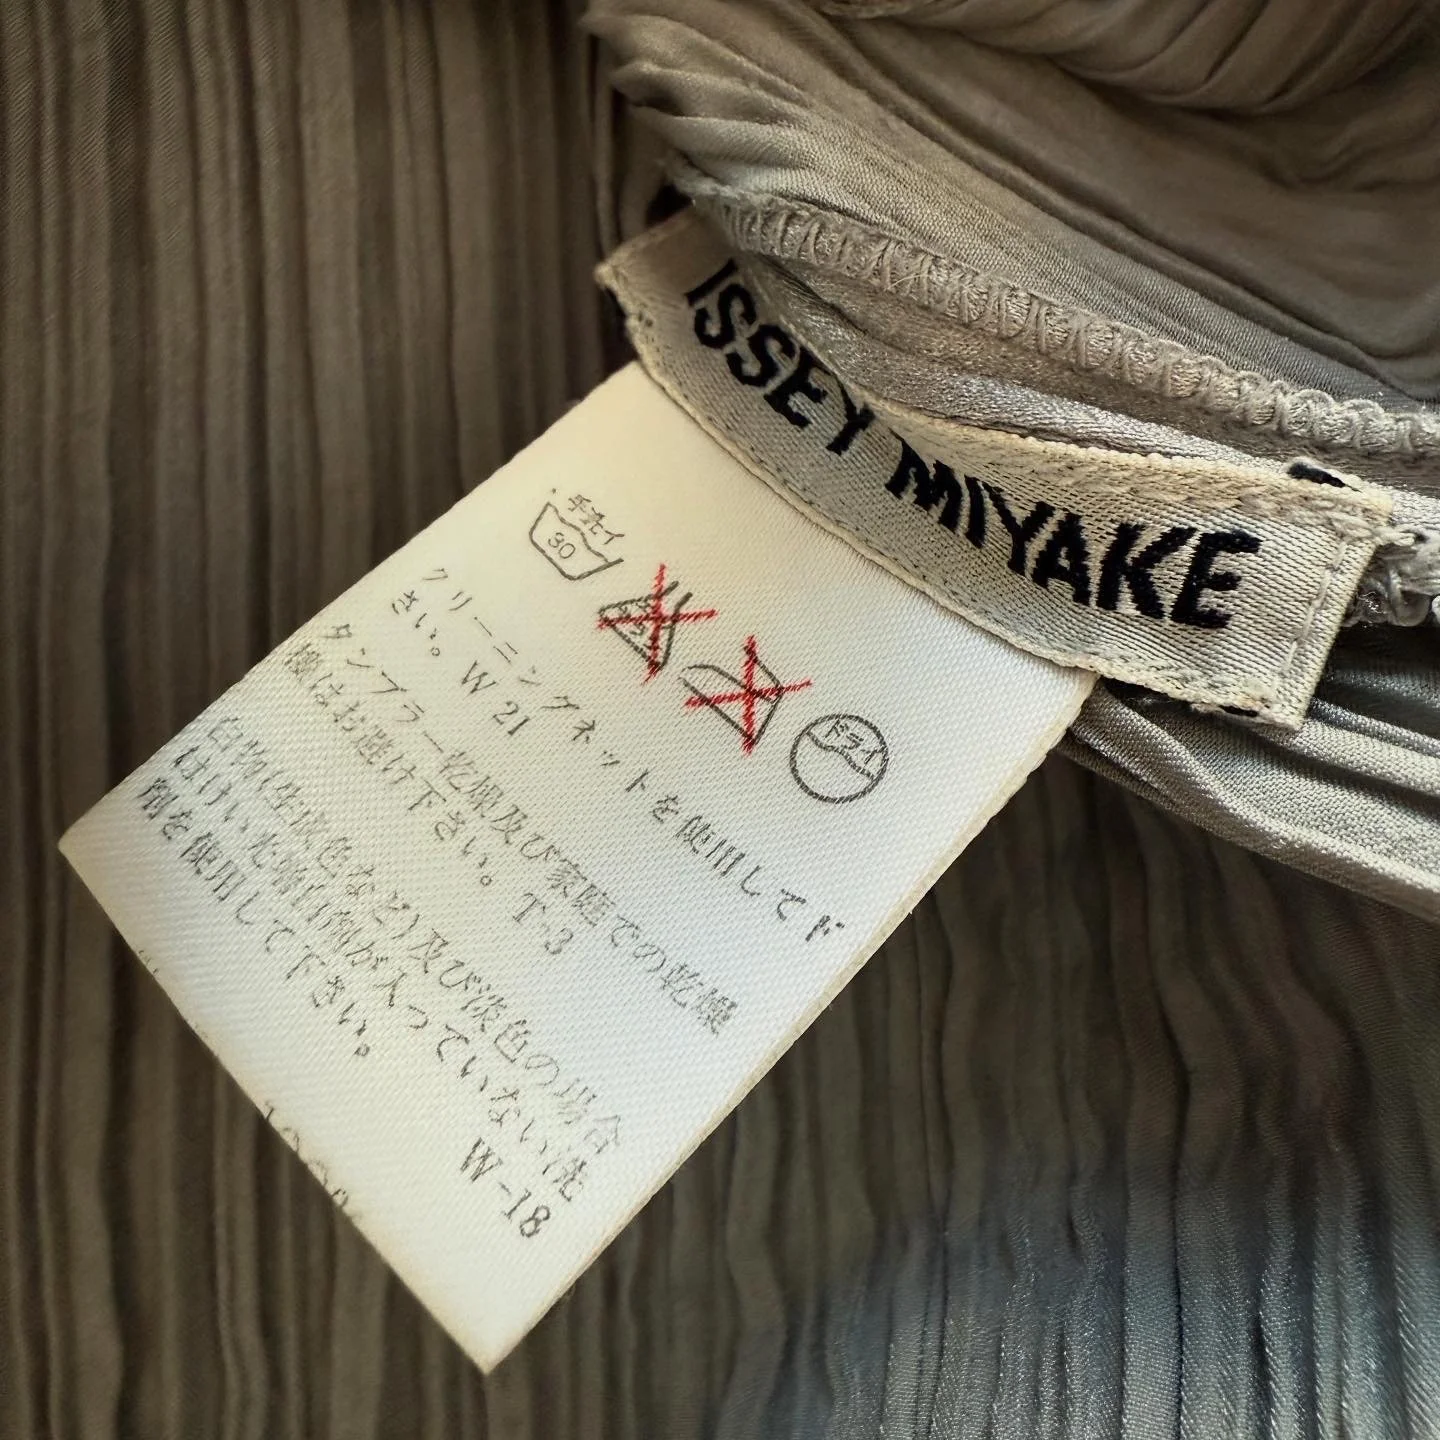 ISSEY MIYAKE
手洗イ
30
ドライ
クリーニングネットを使用して下
さい。 W 21
タンブラー乾燥及び家庭での乾燥
機はお避け下さい。 T-3
白物(生成色など)及び淡色の場合
はけい光増白剤が入っていない洗
剤を使用して下さい。 W-18